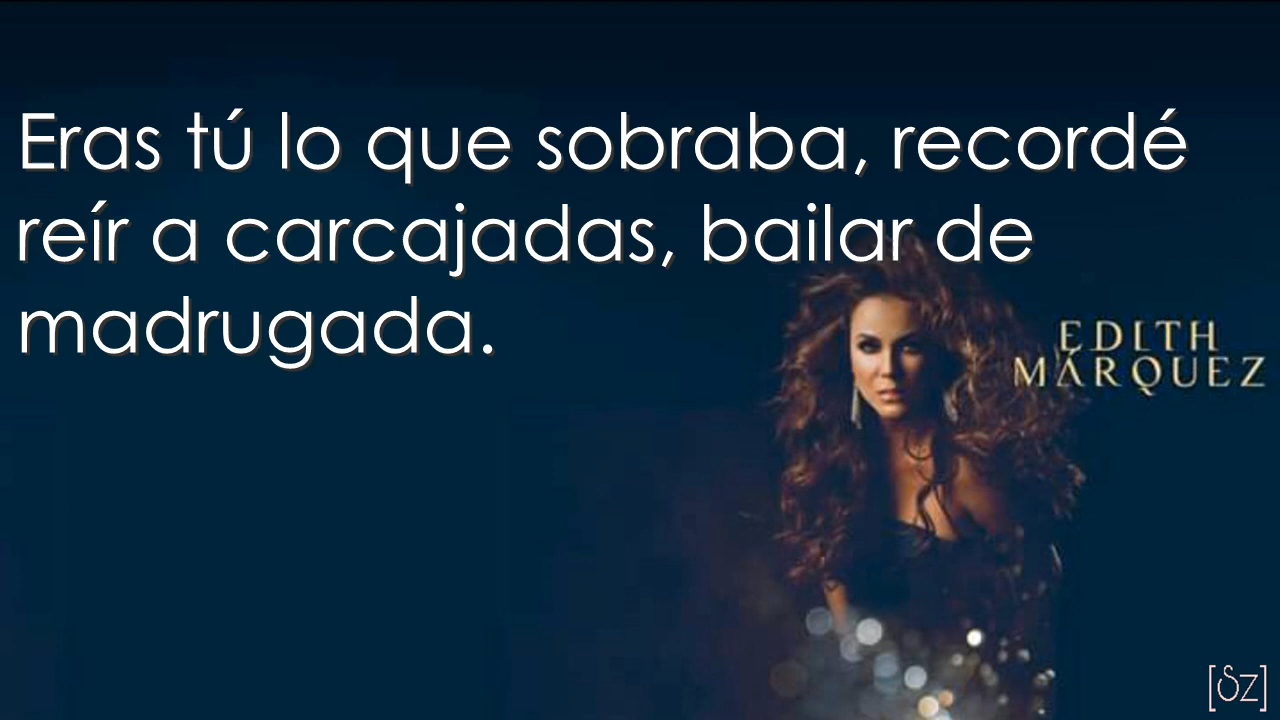 Eras tú lo que sobraba, recordé
reír a carcajadas, bailar de
madrugada.
EDITH
MÁRQUEZ
[Sz]